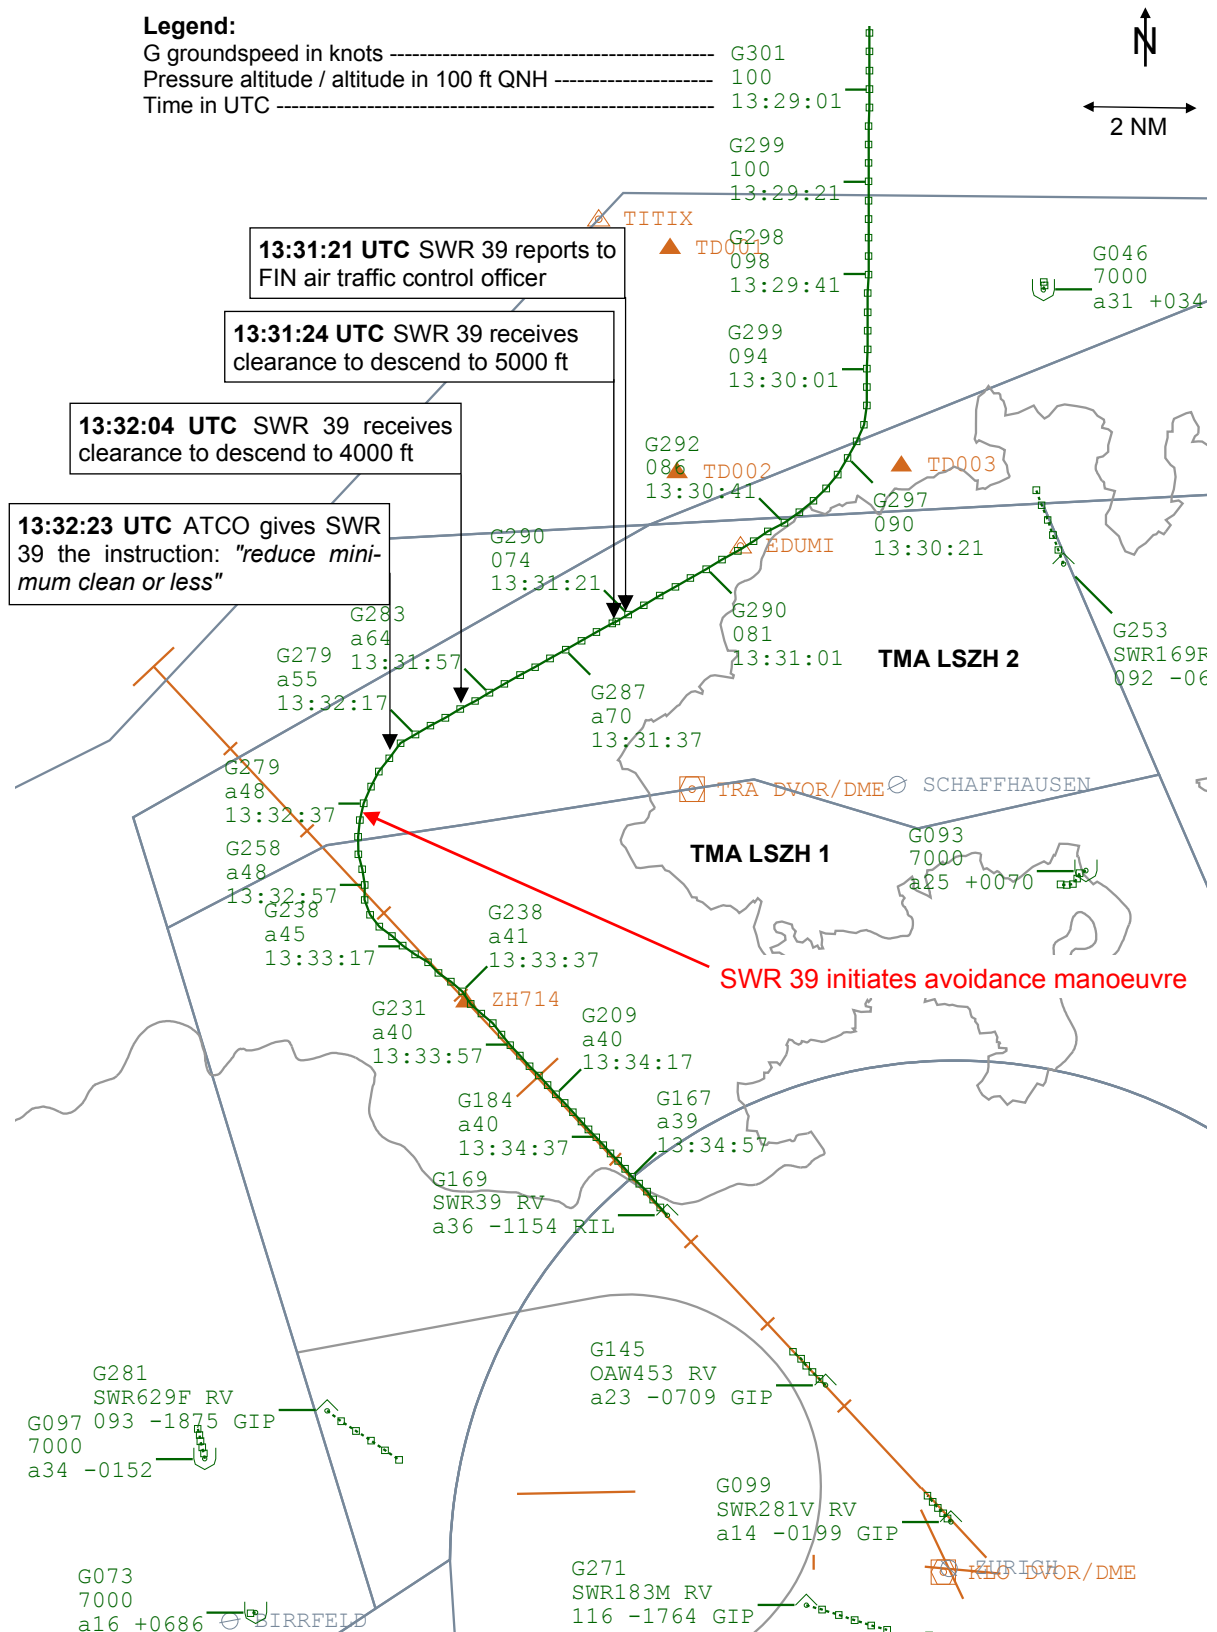 Legend:
G groundspeed in knots
Pressure altitude / altitude in 100 ft QNH
Time in UTC
G301
100
13:29:01
N
2 NM
G299
100
13:29:21
TITIX
TD001
G298
098
13:29:41
13:31:21 UTC SWR 39 reports to
FIN air traffic control officer
G046
7000
a31 +034
13:31:24 UTC SWR 39 receives
clearance to descend to 5000 ft
G299
094
13:30:01
13:32:04 UTC SWR 39 receives
clearance to descend to 4000 ft
G292
086
13:30:41
TD002
TD003
G297
090
13:30:21
13:32:23 UTC ATCO gives SWR
39 the instruction: "reduce mini-
mum clean or less"
G290
074
13:31:21
EDUMI
G290
081
13:31:01
G283
a64
13:31:57
G279
a55
13:32:17
G287
a70
13:31:37
TMA LSZH 2
G253
SWR169R
092 -06
G279
a48
13:32:37
TRA DVOR/DME
SCHAFFHAUSEN
G258
a48
13:32:57
TMA LSZH 1
G093
7000
a25 +0070
G238
a45
13:33:17
G238
a41
13:33:37
SWR 39 initiates avoidance manoeuvre
ZH714
G231
a40
13:33:57
G209
a40
13:34:17
G184
a40
13:34:37
G167
a39
13:34:57
G169
SWR39 RV
a36 -1154 RIL
G145
OAW453 RV
a23 -0709 GIP
G281
SWR629F RV
093 -1875 GIP
G097
7000
a34 -0152
G099
SWR281V RV
a14 -0199 GIP
G271
SWR183M RV
116 -1764 GIP
ZURICH
KLO DVOR/DME
G073
7000
a16 +0686
BIRRFELD